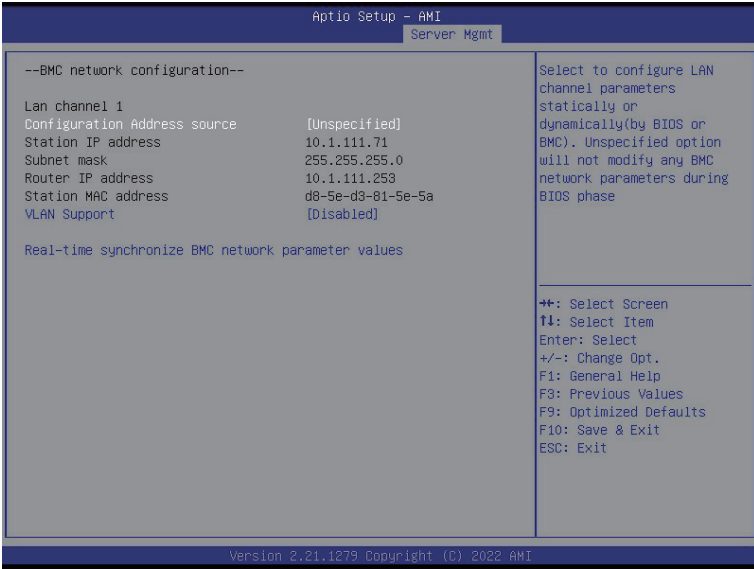 Aptio Setup – AMI
Server Mgmt
--BMC network configuration--
Lan channel 1
Configuration Address source [Unspecified]
Station IP address 10.1.111.71
Subnet mask 255.255.255.0
Router IP address 10.1.111.253
Station MAC address d8-5e-d3-81-5e-5a
VLAN Support [Disabled]
Real-time synchronize BMC network parameter values
Select to configure LAN
channel parameters
statically or
dynamically(by BIOS or
BMC). Unspecified option
will not modify any BMC
network parameters during
BIOS phase
→←: Select Screen
↑↓: Select Item
Enter: Select
+/-: Change Opt.
F1: General Help
F3: Previous Values
F9: Optimized Defaults
F10: Save & Exit
ESC: Exit
Version 2.21.1279 Copyright (C) 2022 AMI